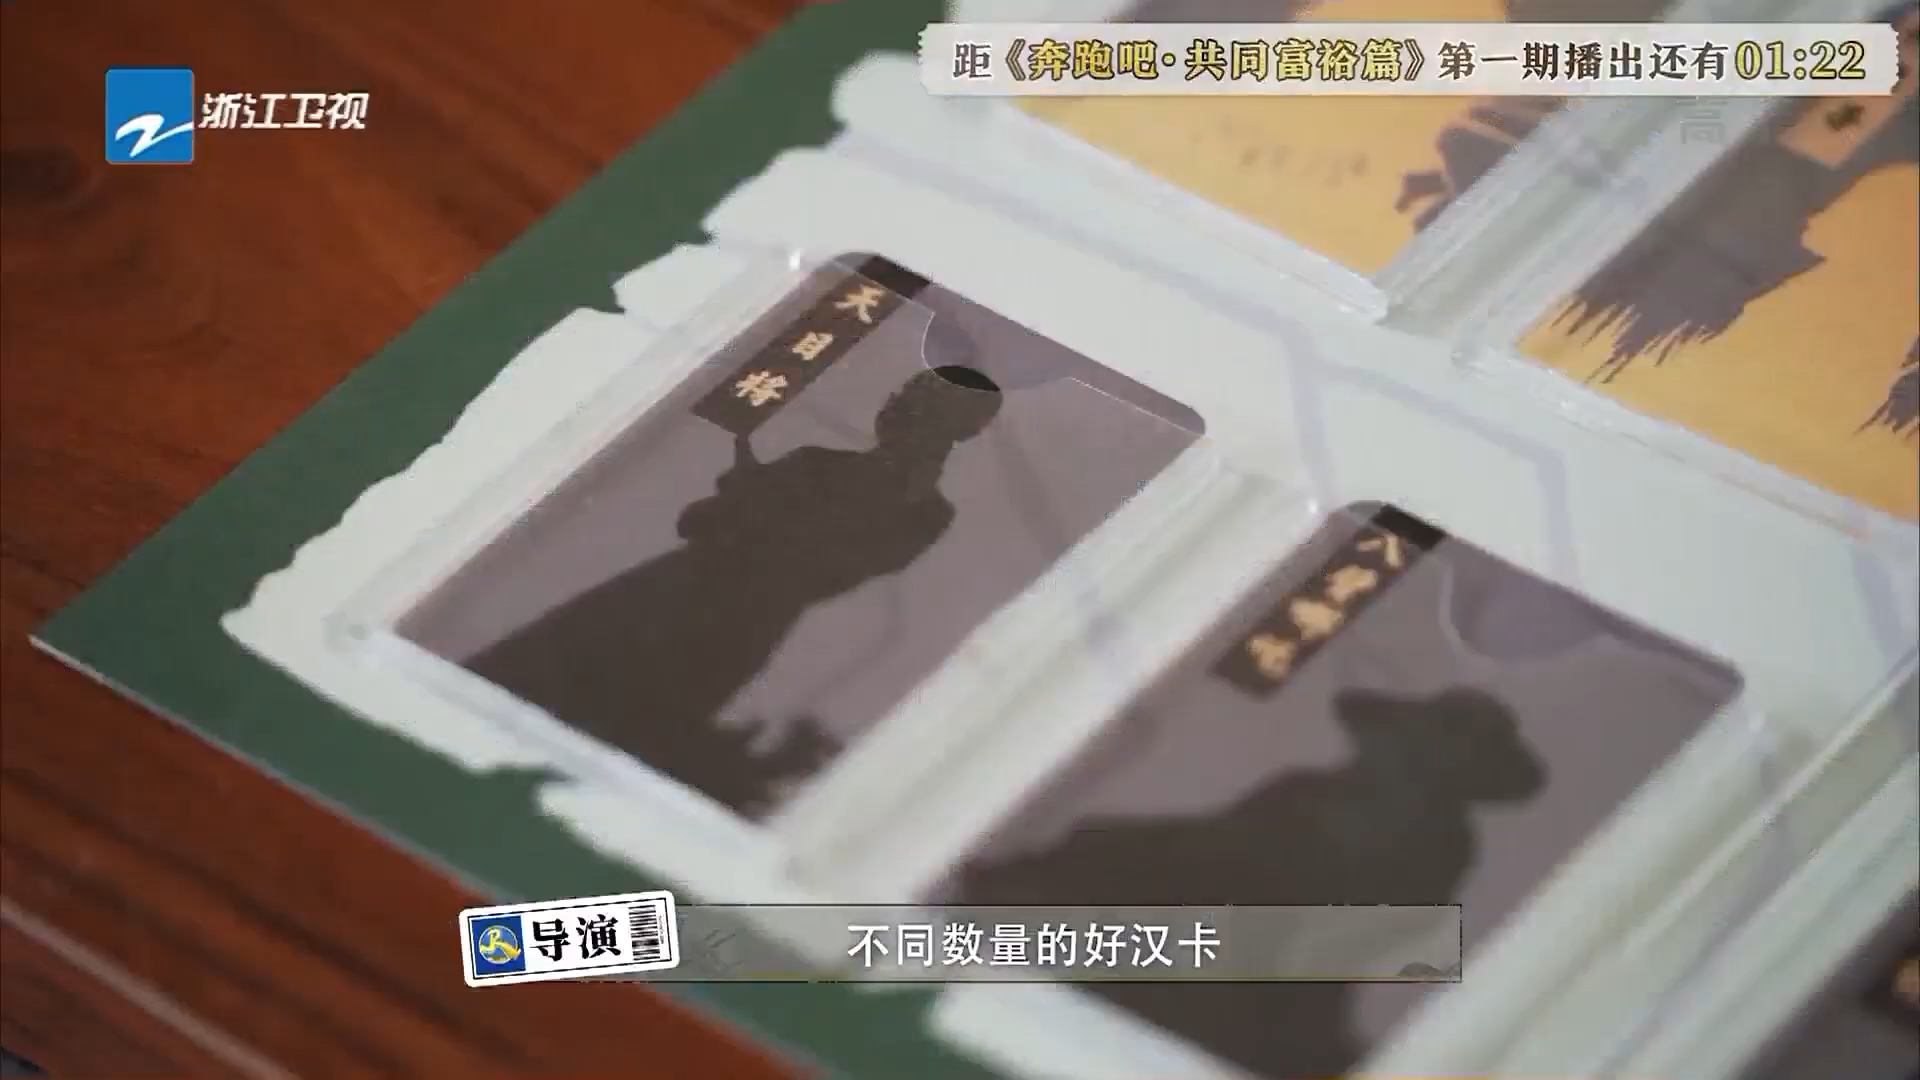 距《奔跑吧·共同富裕篇》第一期播出还有01:22
浙江卫视
高
天目将
导演
不同数量的好汉卡